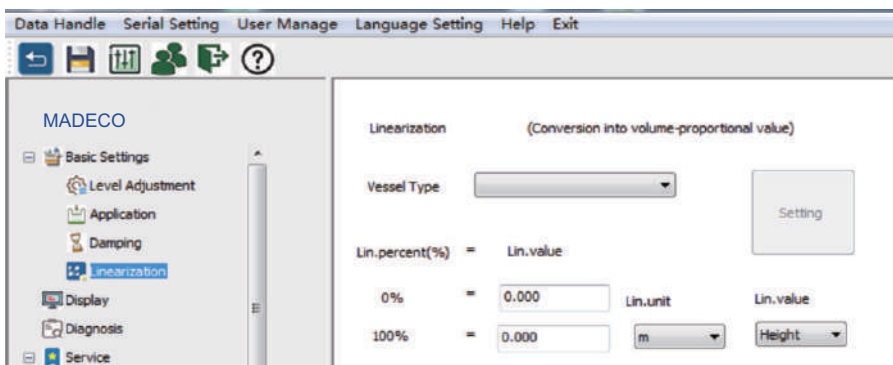 Data Handle Serial Setting User Manage Language Setting Help Exit
MADECO
Basic Settings
Level Adjustment
Application
Damping
Linearization
Display
Diagnosis
Service
Linearization (Conversion into volume-proportional value)
Vessel Type
Setting
Lin.percent(%) = Lin.value
0% = 0.000 Lin.unit Lin.value
100% = 0.000 m Height